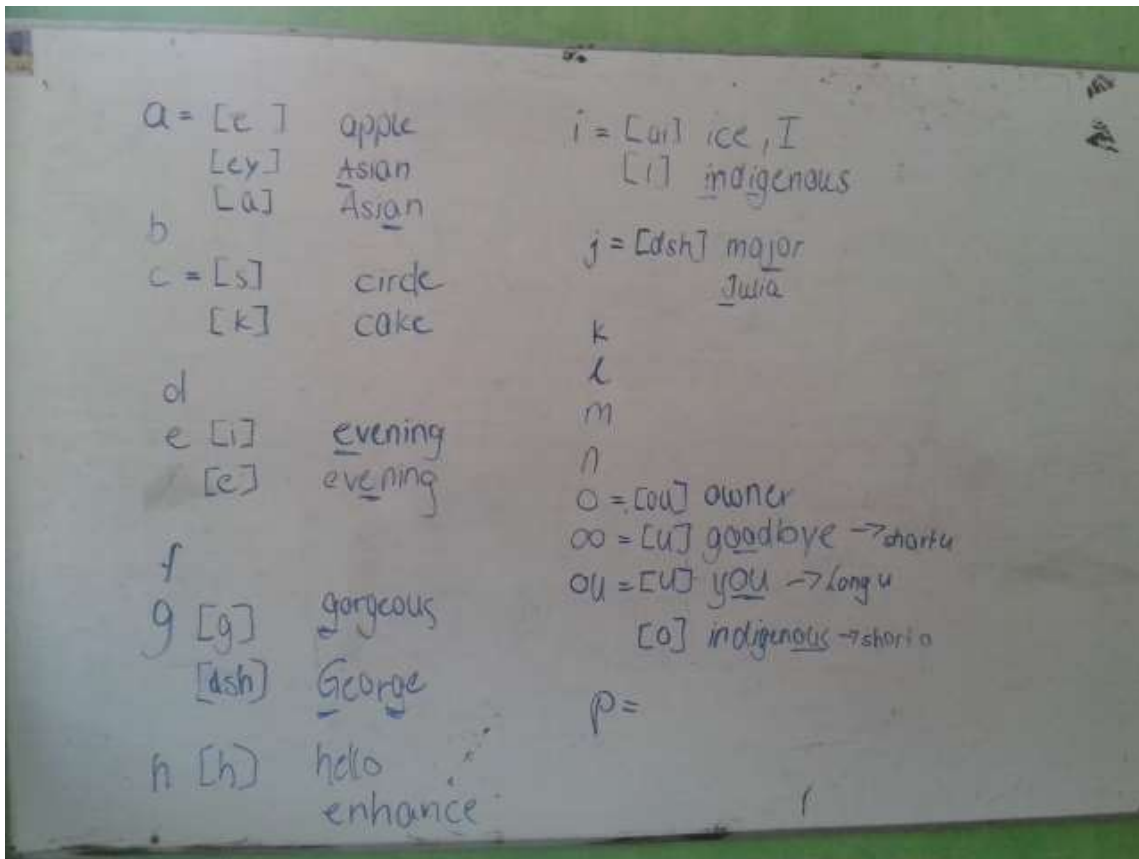 a = [e ] apple
[ey] Asian
[a] Asian
b
c = [s] circle
[k] cake
d
e [i] evening
[e] evening
f
g [g] gorgeous
[dsh] George
h [h] hello
enhance
i = [ai] ice, I
[i] indigenous
j = [dsh] major
Julia
k
l
m
n
o = [ou] owner
oo = [u] goodbye → short u
ou = [u] you → long u
[o] indigenous → short o
p =